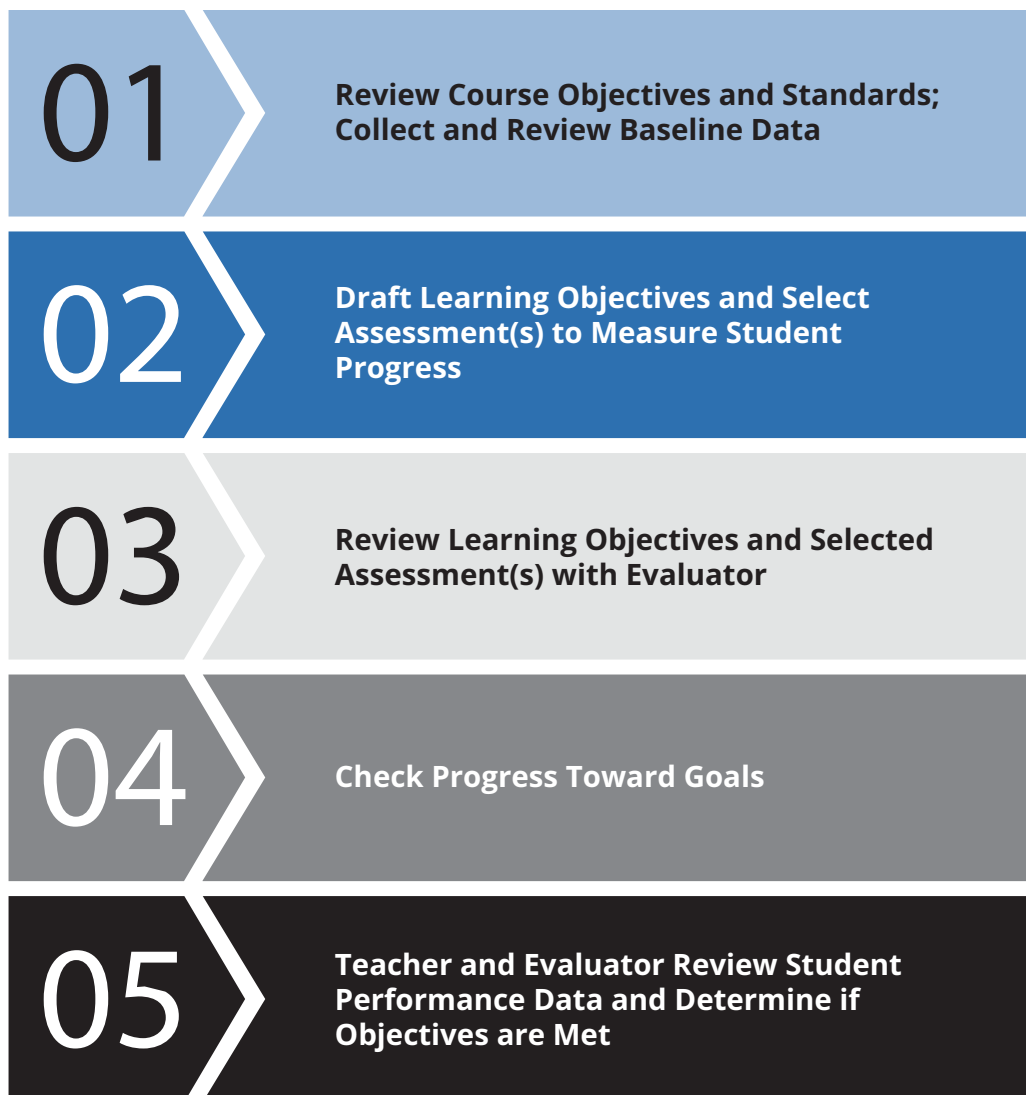 01
Review Course Objectives and Standards;
Collect and Review Baseline Data
02
Draft Learning Objectives and Select
Assessment(s) to Measure Student
Progress
03
Review Learning Objectives and Selected
Assessment(s) with Evaluator
04
Check Progress Toward Goals
05
Teacher and Evaluator Review Student
Performance Data and Determine if
Objectives are Met